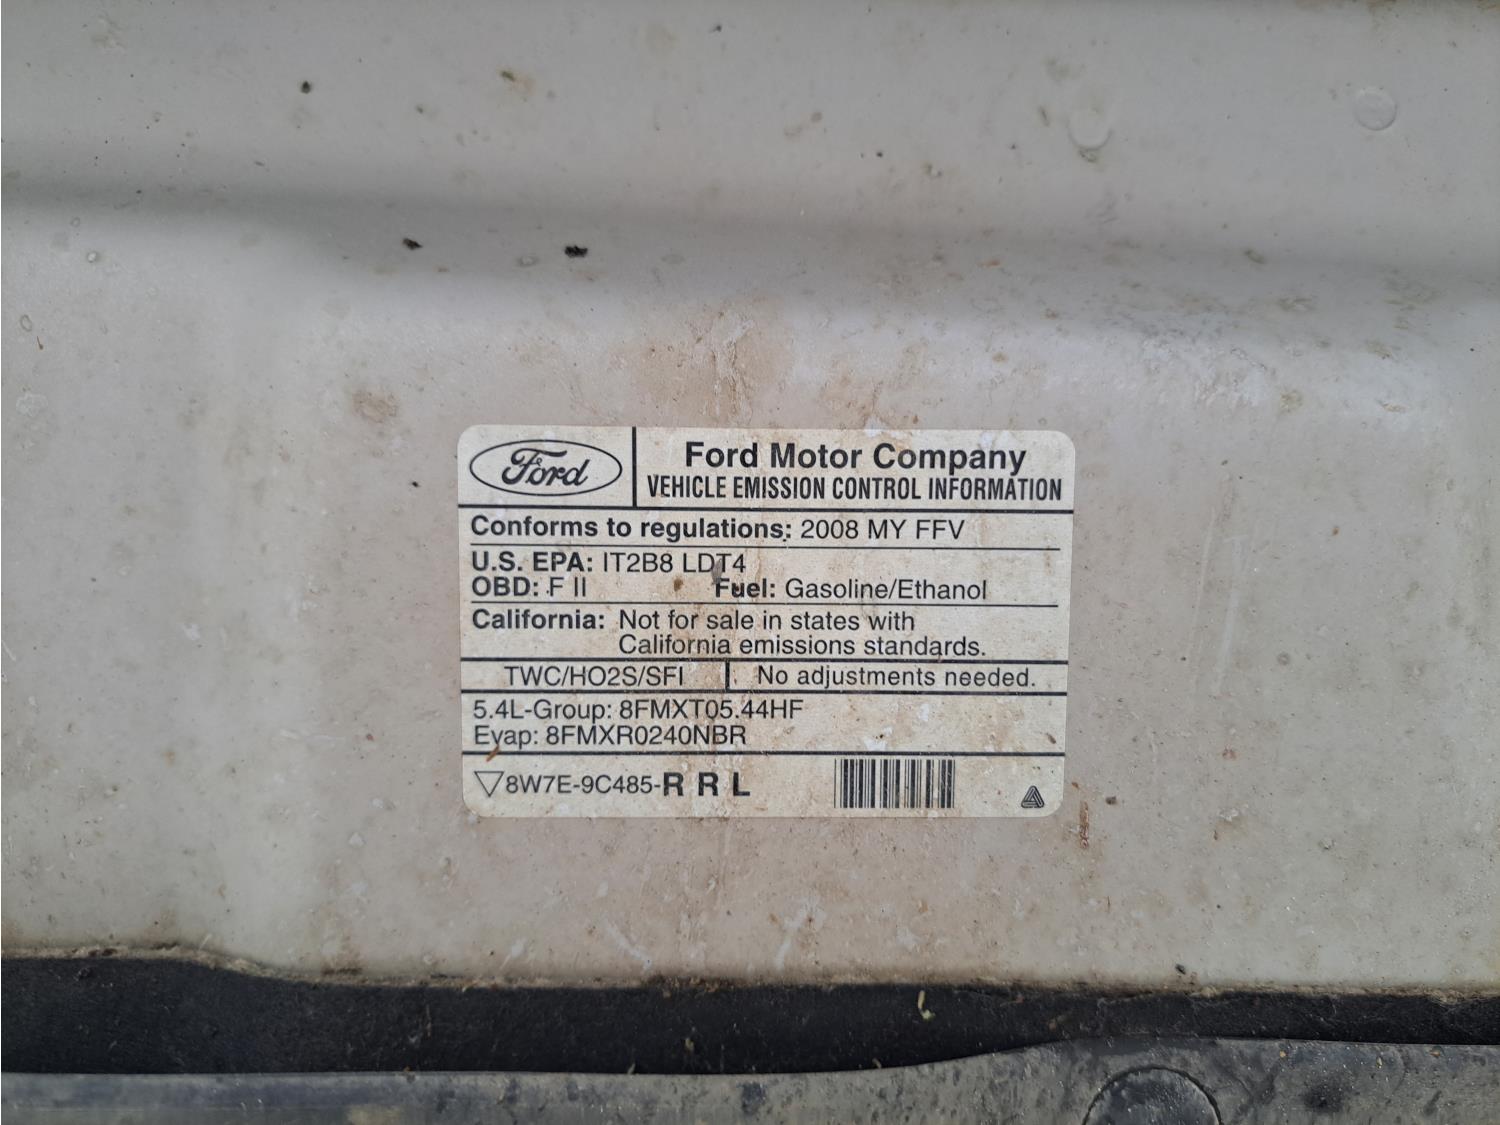 Ford
Ford Motor Company
VEHICLE EMISSION CONTROL INFORMATION
Conforms to regulations: 2008 MY FFV
U.S. EPA: IT2B8 LDT4
OBD: F II Fuel: Gasoline/Ethanol
California: Not for sale in states with
California emissions standards.
TWC/HO2S/SFI No adjustments needed.
5.4L-Group: 8FMXT05.44HF
Evap: 8FMXR0240NBR
8W7E-9C485-R R L